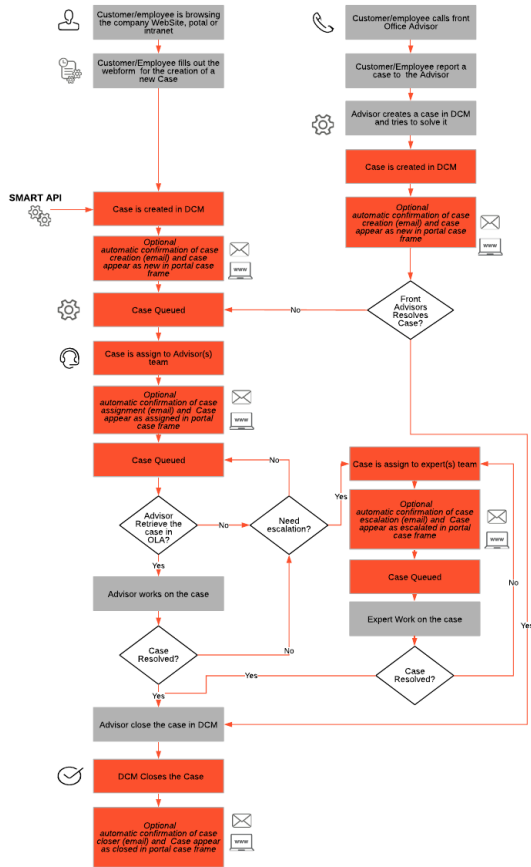 Customer/employee is browsing
the company WebSite, potal or
intranet
Customer/Employee fills out the
webform for the creation of a
new Case
SMART API
Case is created in DCM
Optional
automatic confirmation of case
creation (email) and case
appear as new in portal case
frame
Case Queued
Case is assign to Advisor(s)
team
Optional
automatic confirmation of case
assignment (email) and Case
appear as assigned in portal
case frame
Case Queued
Advisor
Retrieve the
case in
OLA?
No
Yes
Need
escalation?
No
Yes
Advisor works on the case
Case
Resolved?
No
Yes
Advisor close the case in DCM
DCM Closes the Case
Optional
automatic confirmation of case
closer (email) and Case appear
as closed in portal case frame
Customer/employee calls front
Office Advisor
Customer/Employee report a
case to the Advisor
Advisor creates a case in DCM
and tries to solve it
Case is created in DCM
Optional
automatic confirmation of case
creation (email) and case
appear as new in portal case
frame
Front
Advisors
Resolves
Case?
No
Yes
Case is assign to expert(s) team
Optional
automatic confirmation of case
escalation (email) and Case
appear as escalated in portal
case frame
Case Queued
Expert Work on the case
Case
Resolved?
No
Yes
www
www
www
www
www